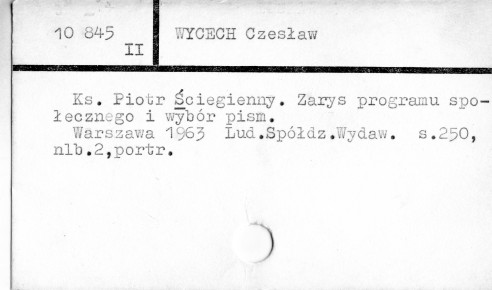 10 845
II
WYCECH Czesław
Ks. Piotr Ściegienny. Zarys programu spo-
łecznego i wybór pism.
Warszawa 1963 Lud.Spółdz.Wydaw. s.250,
nlb.2,portr.